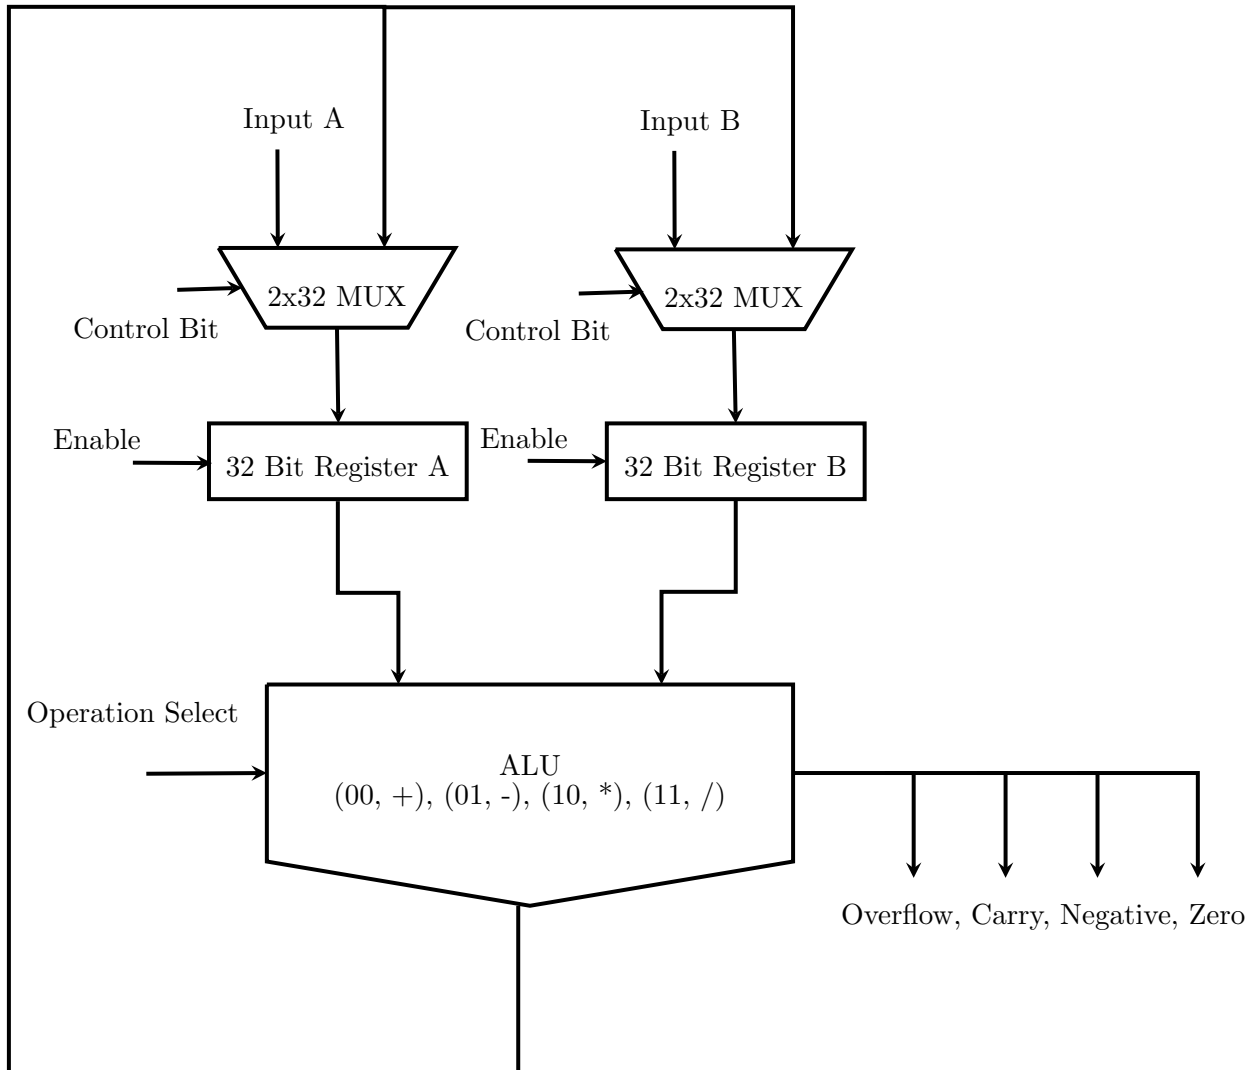 Input A
Input B
2x32 MUX
2x32 MUX
Control Bit
Control Bit
Enable
Enable
32 Bit Register A
32 Bit Register B
Operation Select
ALU
(00, +), (01, -), (10, *), (11, /)
Overflow, Carry, Negative, Zero